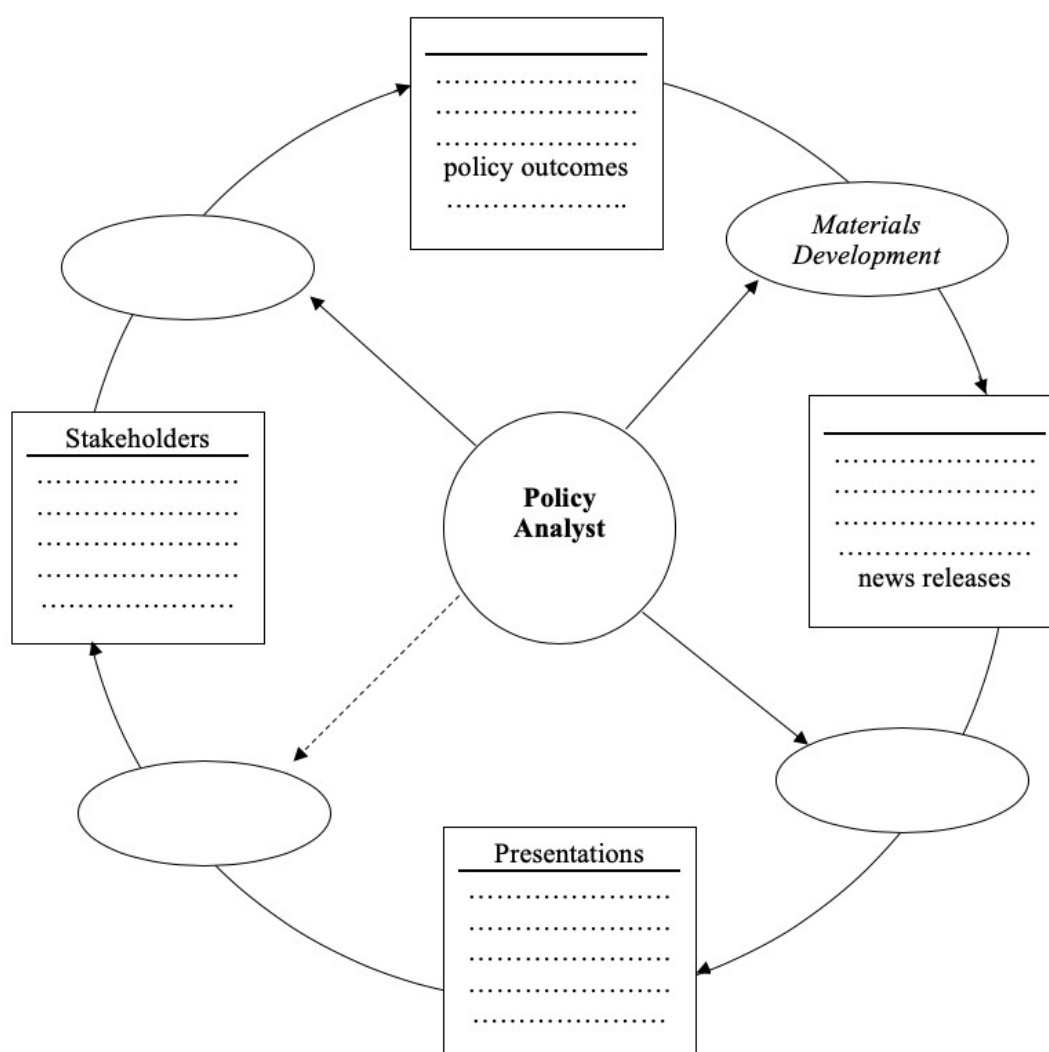 ……………………
……………………
……………………
policy outcomes
………………..
Materials
Development
Stakeholders
……………………
……………………
……………………
……………………
…………………
Policy
Analyst
……………………
……………………
……………………
…………………
news releases
Presentations
……………………
……………………
……………………
……………………
…………………